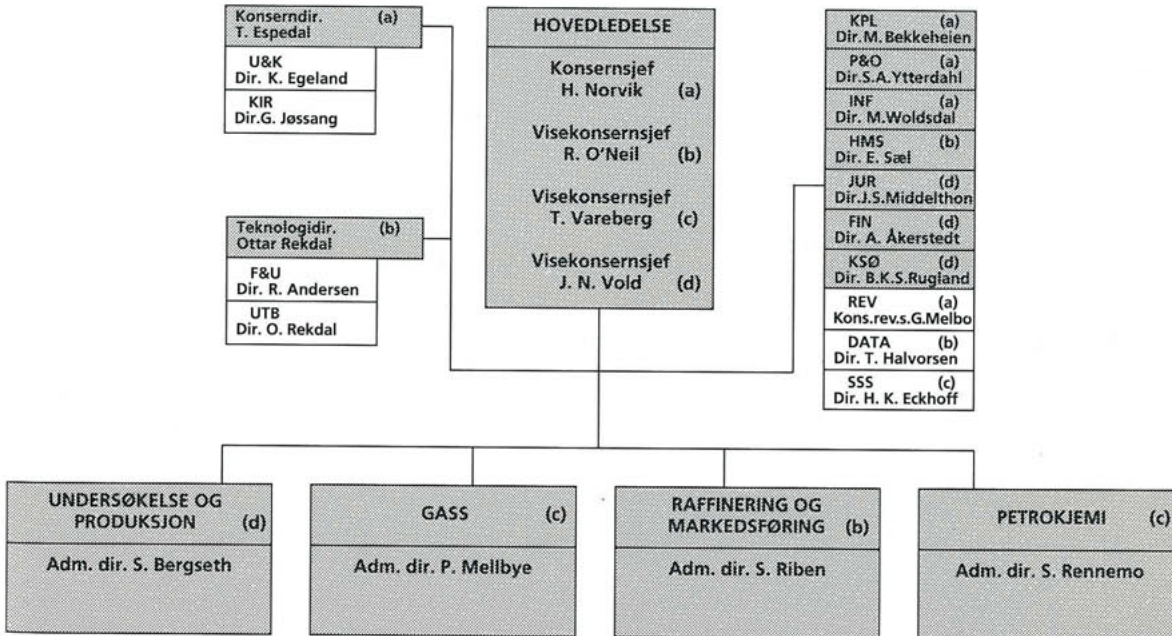 Konserndir. (a)
T. Espedal
U&K
Dir. K. Egeland
KIR
Dir.G. Jøssang
Teknologidir. (b)
Ottar Rekdal
F&U
Dir. R. Andersen
UTB
Dir. O. Rekdal
HOVEDLEDELSE
Konsernsjef
H. Norvik (a)
Visekonsernsjef
R. O'Neil (b)
Visekonsernsjef
T. Vareberg (c)
Visekonsernsjef
J. N. Vold (d)
KPL (a)
Dir.M. Bekkeheien
P&O (a)
Dir.S.A.Ytterdahl
INF (a)
Dir. M.Woldsdal
HMS (b)
Dir. E. Sæl
JUR (d)
Dir.J.S.Middelthon
FIN (d)
Dir. A. Åkerstedt
KSØ (d)
Dir. B.K.S.Rugland
REV (a)
Kons.rev.s.G.Melbo
DATA (b)
Dir. T. Halvorsen
SSS (c)
Dir. H. K. Eckhoff
UNDERSØKELSE OG
PRODUKSJON (d)
Adm. dir. S. Bergseth
GASS (c)
Adm. dir. P. Mellbye
RAFFINERING OG
MARKEDSFØRING (b)
Adm. dir. S. Riben
PETROKJEMI (c)
Adm. dir. S. Rennemo